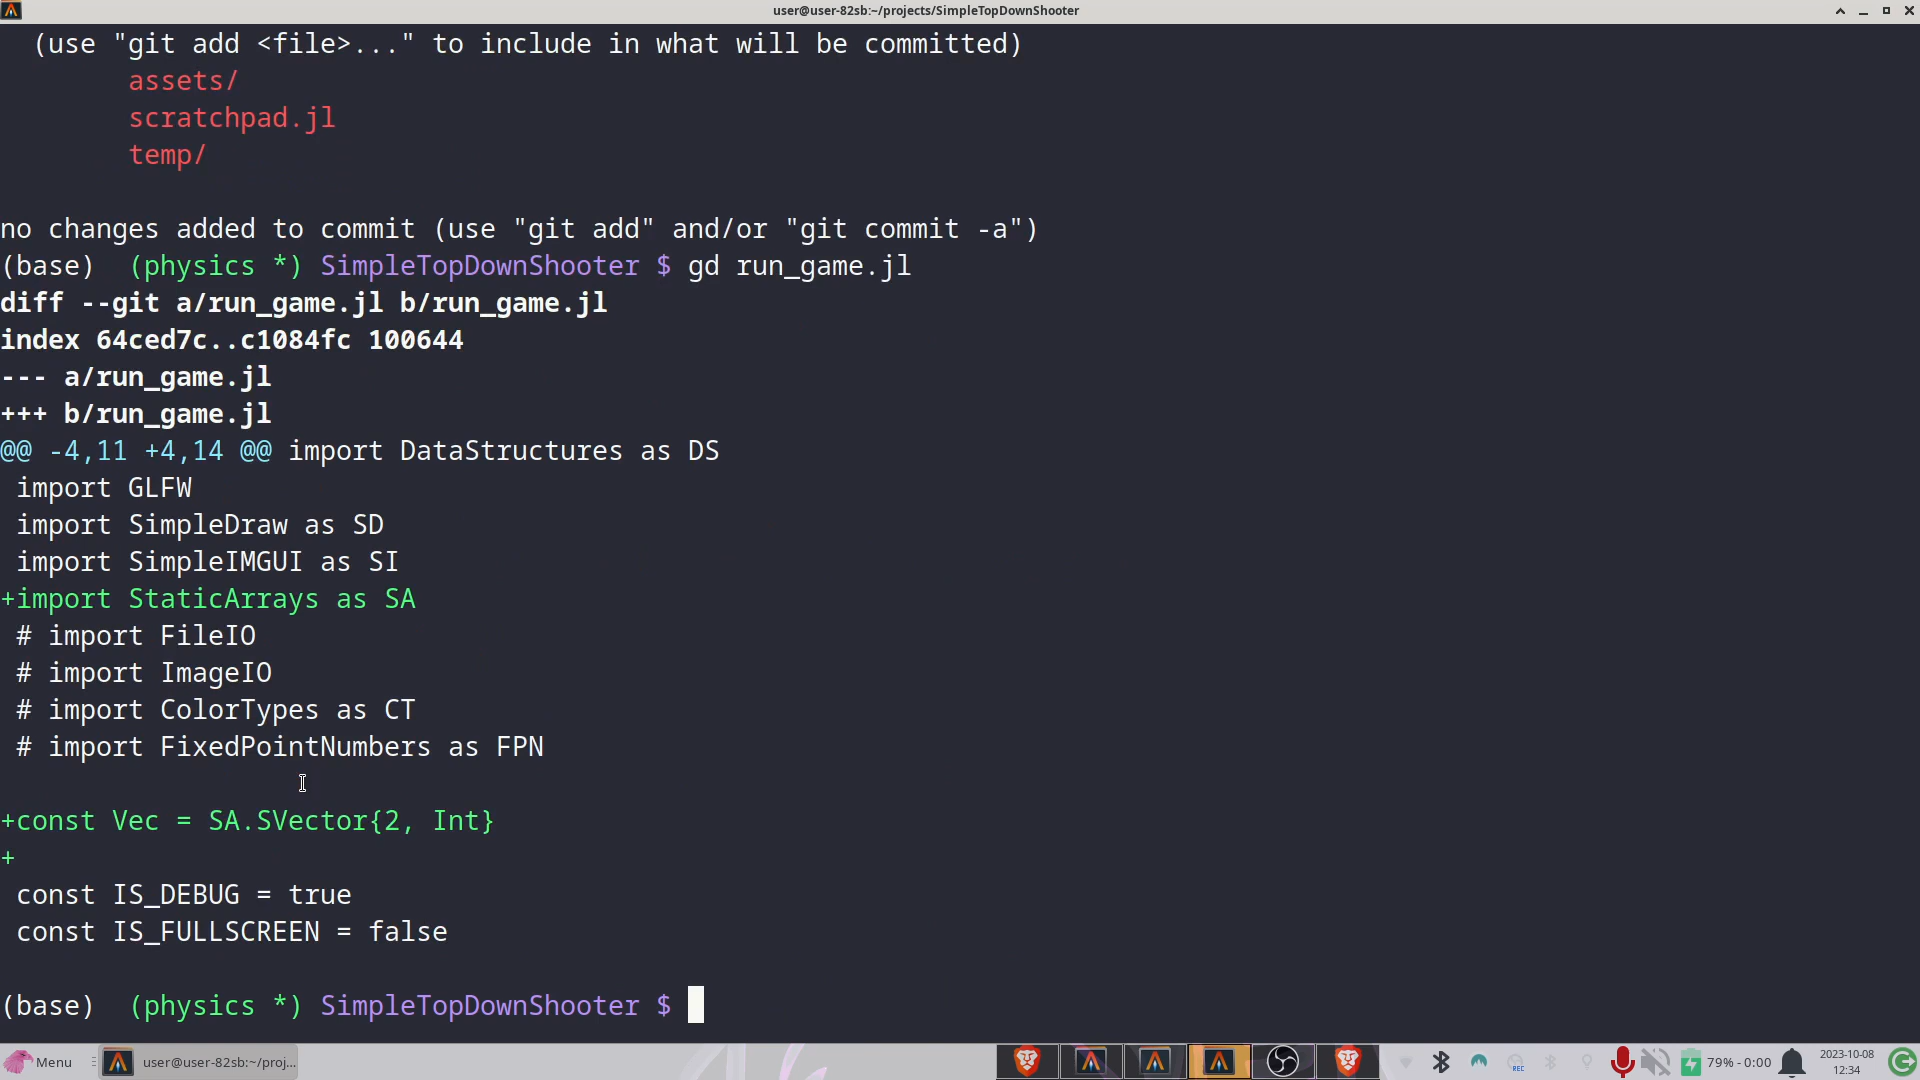 user@user-82sb:~/projects/SimpleTopDownShooter
(use "git add <file>..." to include in what will be committed)
assets/
scratchpad.jl
temp/
no changes added to commit (use "git add" and/or "git commit -a")
(base) (physics *) SimpleTopDownShooter $ gd run_game.jl
diff --git a/run_game.jl b/run_game.jl
index 64ced7c..c1084fc 100644
--- a/run_game.jl
+++ b/run_game.jl
@@ -4,11 +4,14 @@ import DataStructures as DS
import GLFW
import SimpleDraw as SD
import SimpleIMGUI as SI
+import StaticArrays as SA
# import FileIO
# import ImageIO
# import ColorTypes as CT
# import FixedPointNumbers as FPN
+const Vec = SA.SVector{2, Int}
+
const IS_DEBUG = true
const IS_FULLSCREEN = false
(base) (physics *) SimpleTopDownShooter $
Menu user@user-82sb:~/proj... REC 79% - 0:00 2023-10-08
12:34